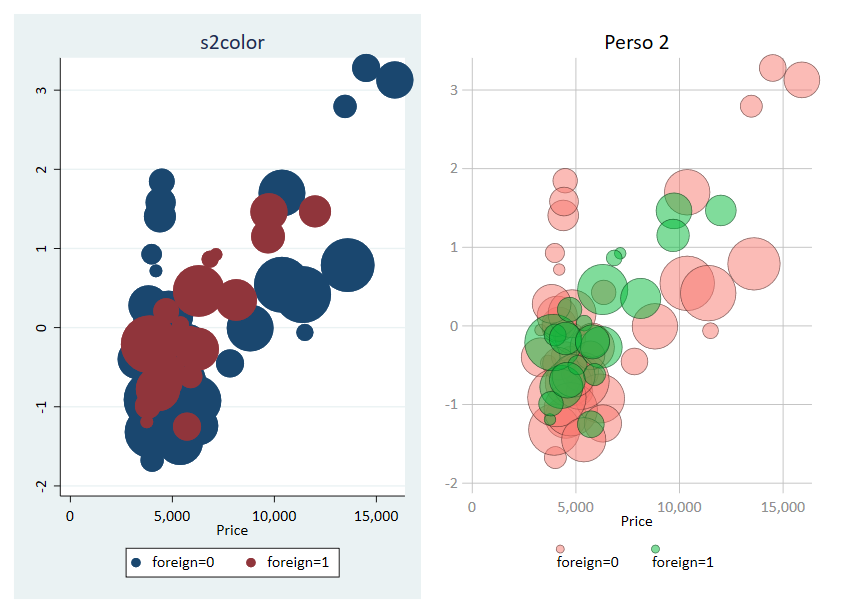 s2color
3
2
1
0
-1
-2
0 5,000 10,000 15,000
Price
foreign=0 foreign=1
Perso 2
3
2
1
0
-1
-2
0 5,000 10,000 15,000
Price
foreign=0 foreign=1